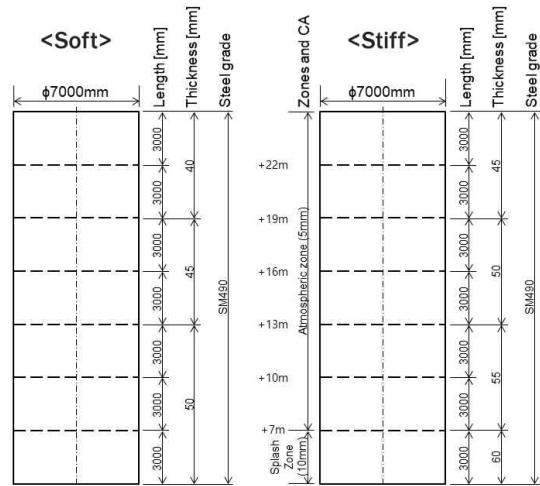 <Soft>
Length [mm]
Thickness [mm]
Steel grade
Zones and CA
<Stiff>
Length [mm]
Thickness [mm]
Steel grade
ϕ7000mm
ϕ7000mm
3000
3000
3000
3000
3000
3000
3000
40
45
50
SM490
+22m
+19m
+16m
+13m
+10m
+7m
Atmospheric zone (5mm)
Splash
Zone
(10mm)
3000
3000
3000
3000
3000
3000
3000
45
50
55
60
SM490